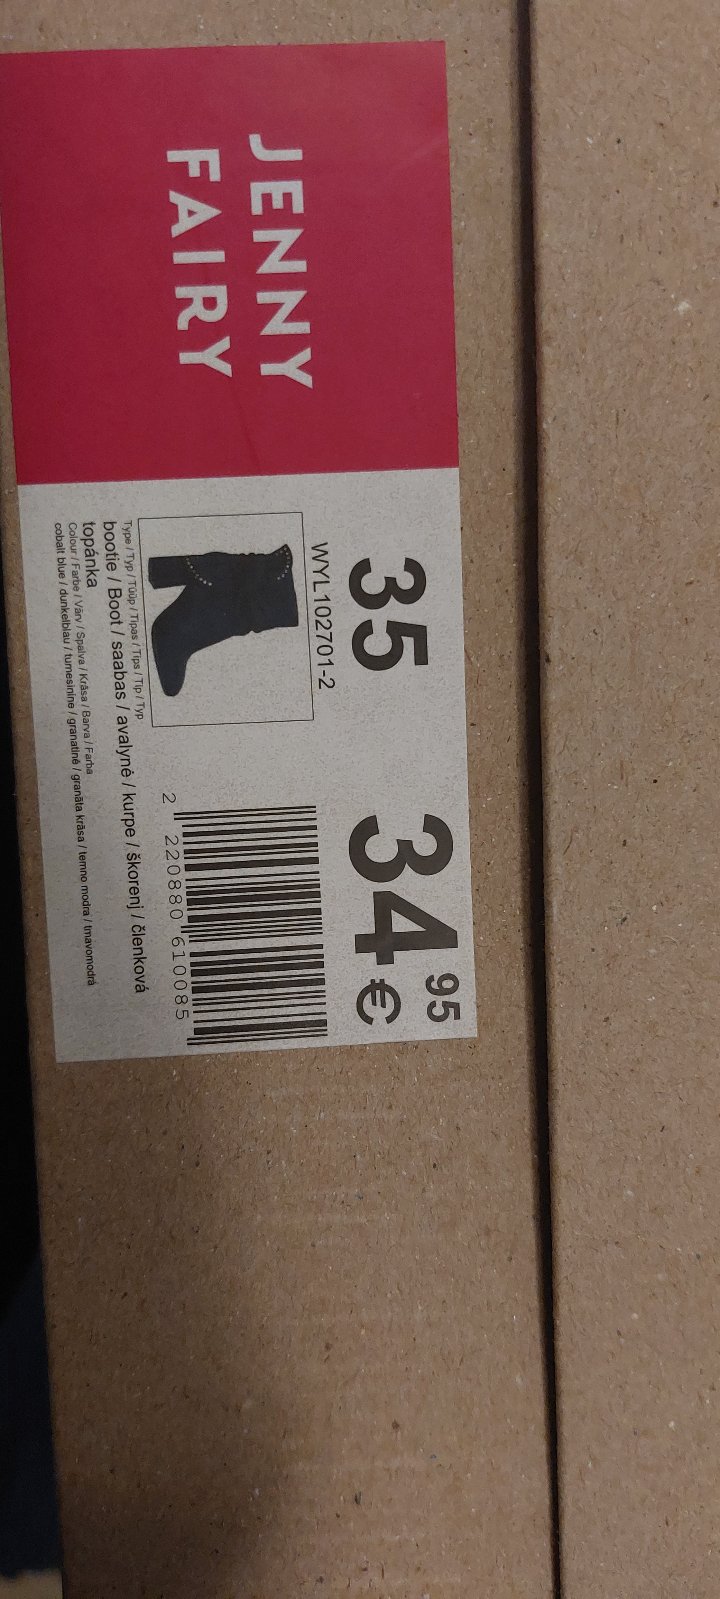 JENNY
FAIRY
35
34 95 €
WYL102701-2
Type / Typ / Tüüp / Tipas / Tips / Tip / Typ
bootie / Boot / saabas / avalynė / kurpe / škorenj / členková
topánka
Colour / Farbe / Värv / Spalva / Krāsa / Barva / Farba
cobalt blue / dunkelblau / tumesinine / granatinė / granāta krāsa / temno modra / tmavomodrá
2 220880 610085